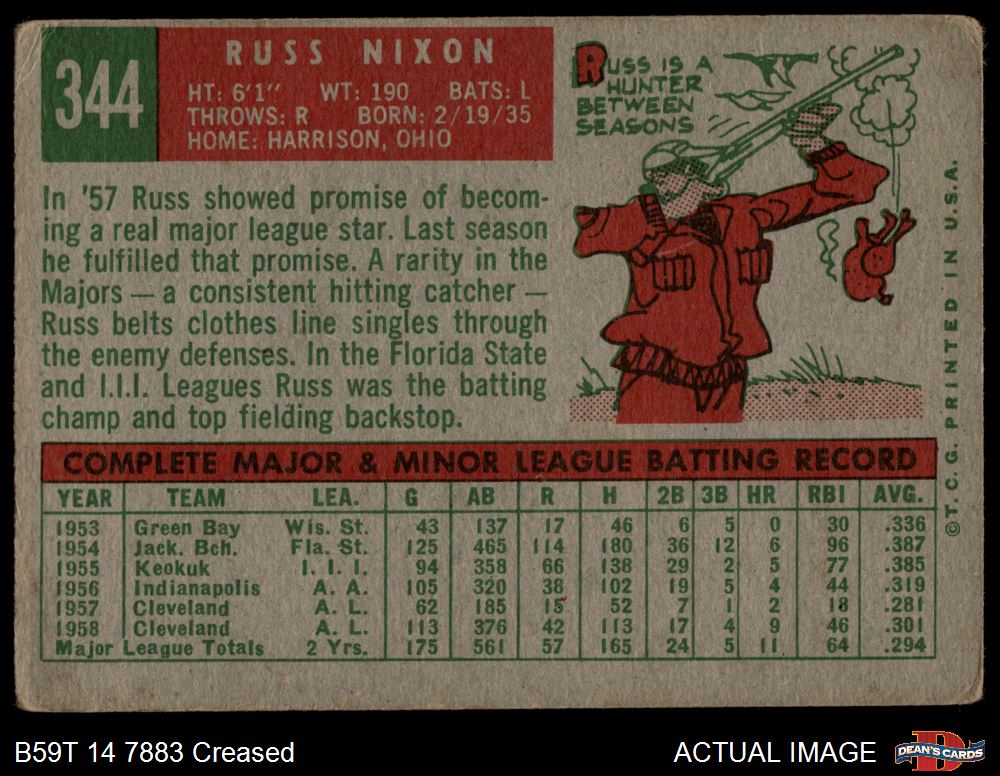 344
RUSS NIXON
HT: 6'1" WT: 190 BATS: L
THROWS: R BORN: 2/19/35
HOME: HARRISON, OHIO
RUSS IS A
HUNTER
BETWEEN
SEASONS
In '57 Russ showed promise of becom-
ing a real major league star. Last season
he fulfilled that promise. A rarity in the
Majors — a consistent hitting catcher —
Russ belts clothes line singles through
the enemy defenses. In the Florida State
and I.I.I. Leagues Russ was the batting
champ and top fielding backstop.
COMPLETE MAJOR & MINOR LEAGUE BATTING RECORD
YEAR TEAM LEA. G AB R H 2B 3B HR RBI AVG.
1953 Green Bay Wis. St. 43 137 17 46 6 5 0 30 .336
1954 Jack. Bch. Fla. St. 125 465 114 180 36 12 6 96 .387
1955 Keokuk I. I. I. 94 358 66 138 29 2 5 77 .385
1956 Indianapolis A. A. 105 320 38 102 19 5 4 44 .319
1957 Cleveland A. L. 62 185 15 52 7 1 2 18 .281
1958 Cleveland A. L. 113 376 42 113 17 4 9 46 .301
Major League Totals 2 Yrs. 175 561 57 165 24 5 11 64 .294
©T.C.G. PRINTED IN U.S.A.
B59T 14 7883 Creased
ACTUAL IMAGE
D
DEAN'S CARDS